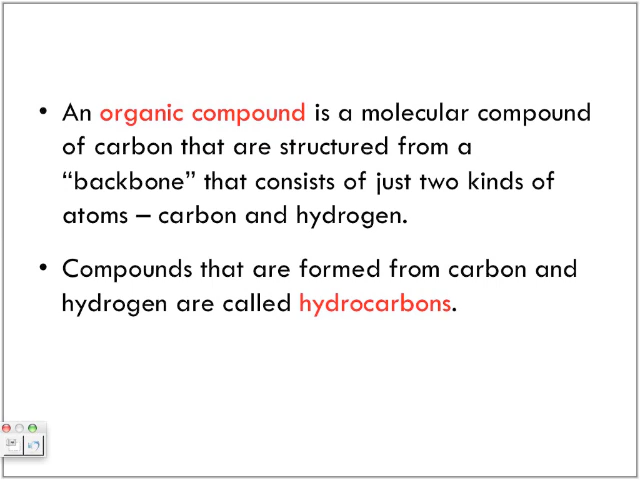 • An organic compound is a molecular compound
of carbon that are structured from a
“backbone” that consists of just two kinds of
atoms – carbon and hydrogen.
• Compounds that are formed from carbon and
hydrogen are called hydrocarbons.